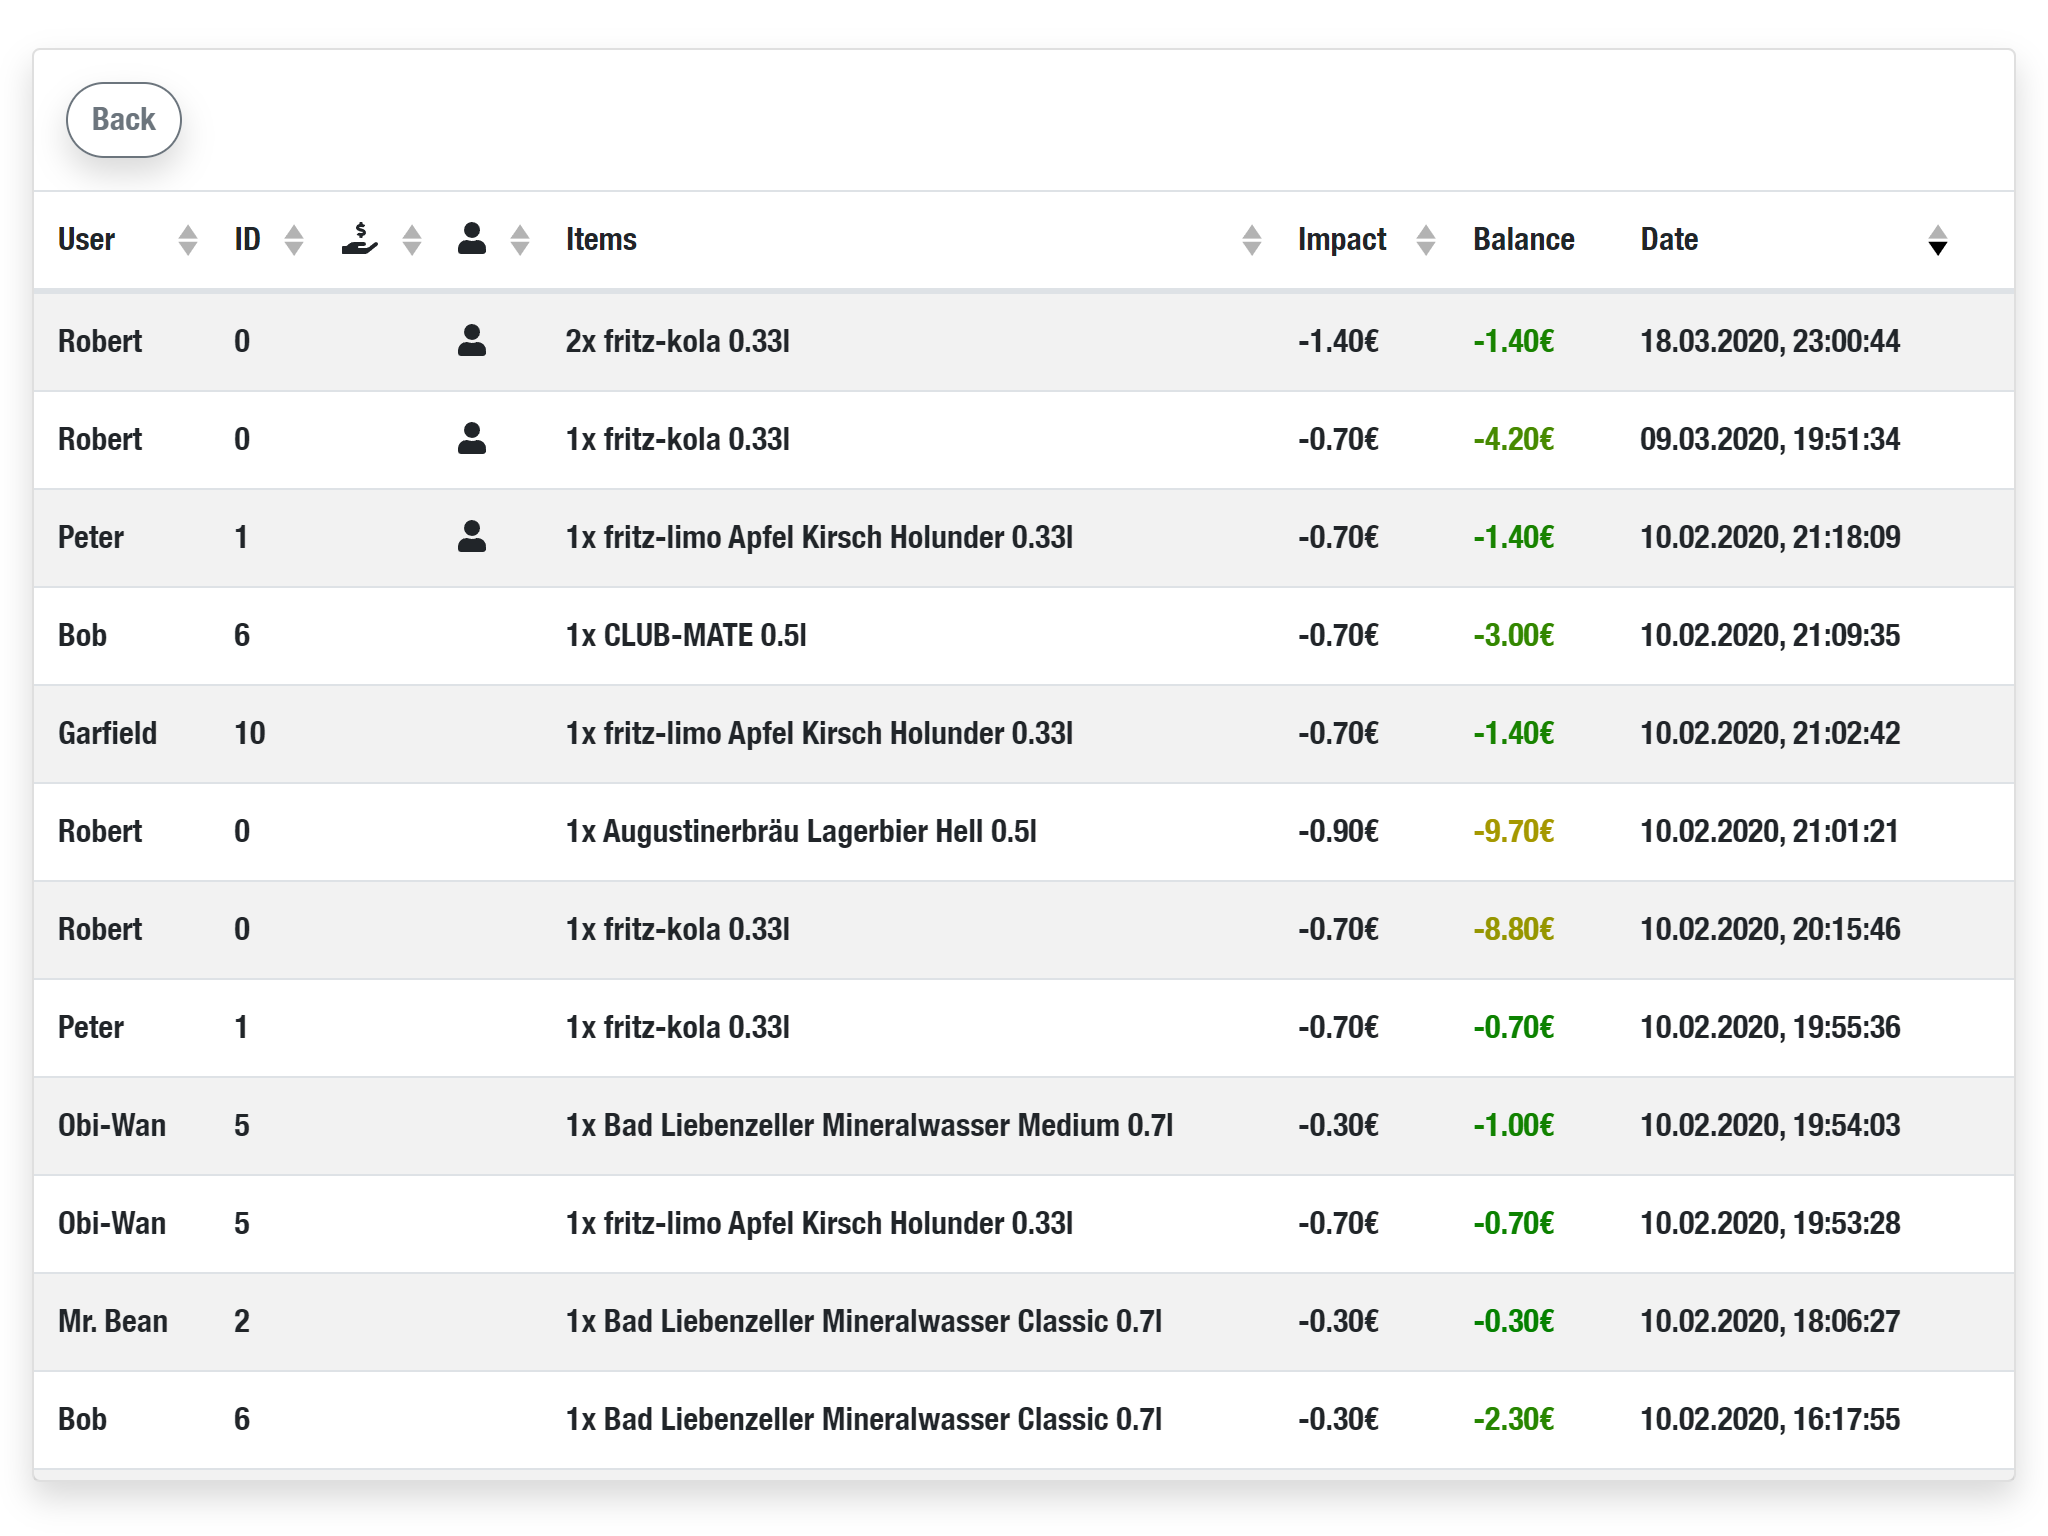 Back
User ID Items Impact Balance Date
Robert 0 2x fritz-kola 0.33l -1.40€ -1.40€ 18.03.2020, 23:00:44
Robert 0 1x fritz-kola 0.33l -0.70€ -4.20€ 09.03.2020, 19:51:34
Peter 1 1x fritz-limo Apfel Kirsch Holunder 0.33l -0.70€ -1.40€ 10.02.2020, 21:18:09
Bob 6 1x CLUB-MATE 0.5l -0.70€ -3.00€ 10.02.2020, 21:09:35
Garfield 10 1x fritz-limo Apfel Kirsch Holunder 0.33l -0.70€ -1.40€ 10.02.2020, 21:02:42
Robert 0 1x Augustinerbräu Lagerbier Hell 0.5l -0.90€ -9.70€ 10.02.2020, 21:01:21
Robert 0 1x fritz-kola 0.33l -0.70€ -8.80€ 10.02.2020, 20:15:46
Peter 1 1x fritz-kola 0.33l -0.70€ -0.70€ 10.02.2020, 19:55:36
Obi-Wan 5 1x Bad Liebenzeller Mineralwasser Medium 0.7l -0.30€ -1.00€ 10.02.2020, 19:54:03
Obi-Wan 5 1x fritz-limo Apfel Kirsch Holunder 0.33l -0.70€ -0.70€ 10.02.2020, 19:53:28
Mr. Bean 2 1x Bad Liebenzeller Mineralwasser Classic 0.7l -0.30€ -0.30€ 10.02.2020, 18:06:27
Bob 6 1x Bad Liebenzeller Mineralwasser Classic 0.7l -0.30€ -2.30€ 10.02.2020, 16:17:55